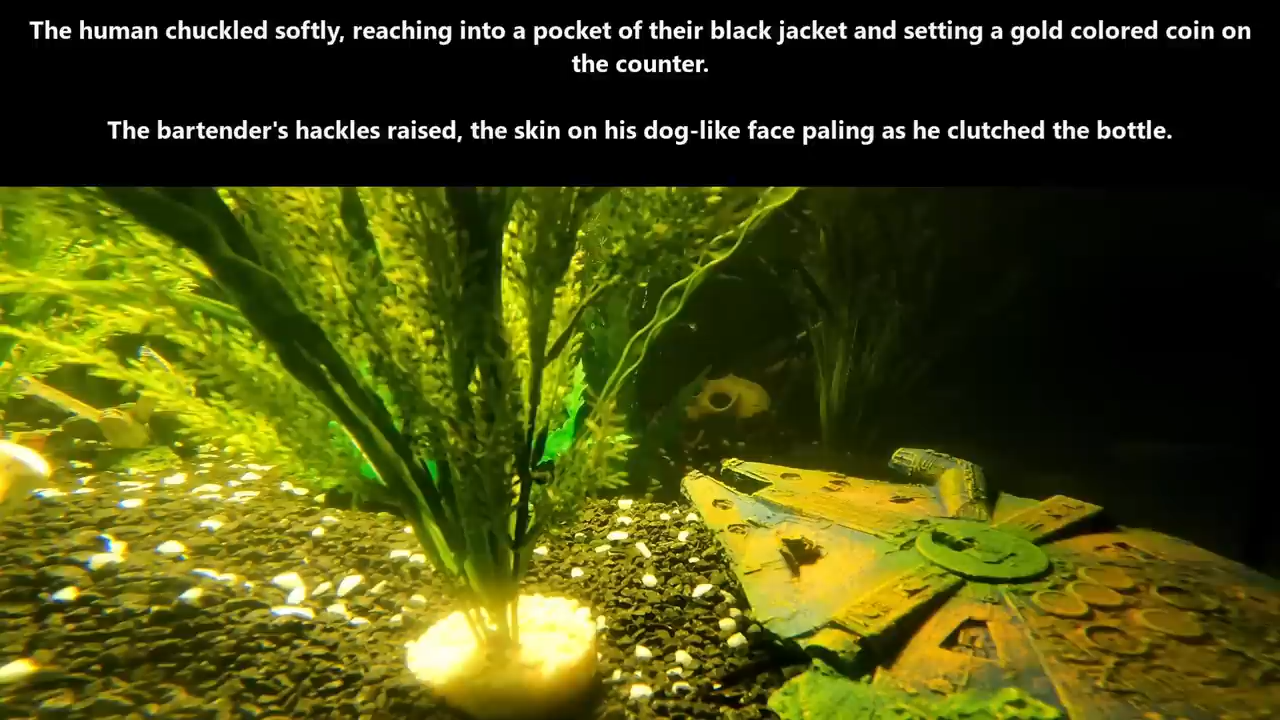 The human chuckled softly, reaching into a pocket of their black jacket and setting a gold colored coin on
the counter.
The bartender's hackles raised, the skin on his dog-like face paling as he clutched the bottle.